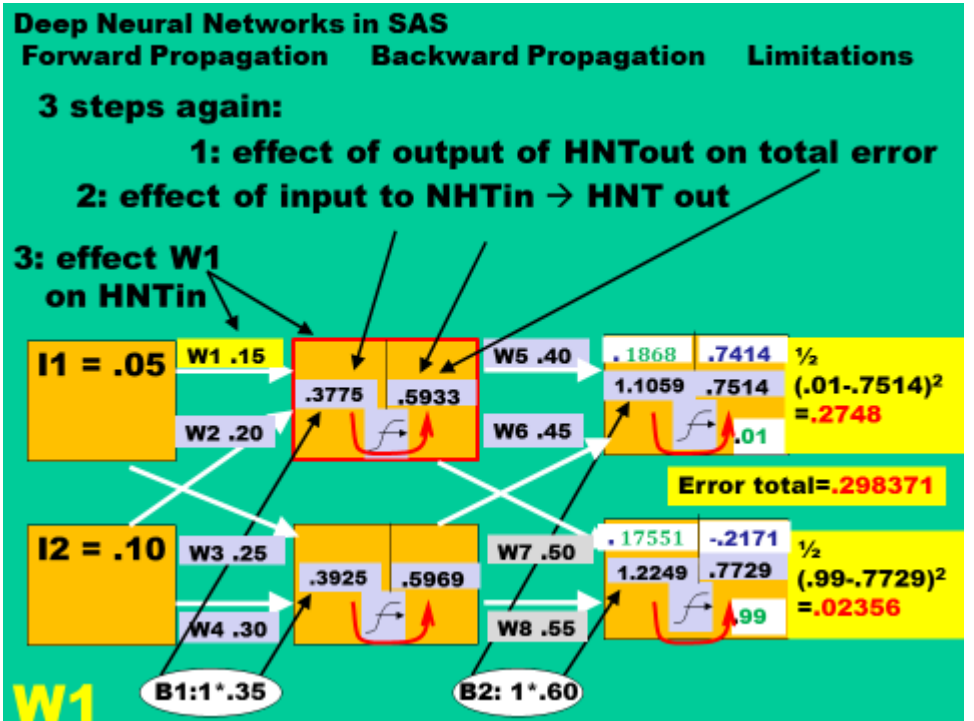 Deep Neural Networks in SAS
Forward Propagation Backward Propagation Limitations
3 steps again:
1: effect of output of HNTout on total error
2: effect of input to NHTin → HNT out
3: effect W1
on HNTin
I1 = .05
W1 .15
W2 .20
.3775 .5933
W5 .40
W6 .45
.1868 .7414
1.1059 .7514
.01
½
(.01-.7514)²
=.2748
Error total=.298371
I2 = .10
W3 .25
W4 .30
.3925 .5969
W7 .50
W8 .55
.17551 -.2171
1.2249 .7729
.99
½
(.99-.7729)²
=.02356
B1:1*.35
B2: 1*.60
W1